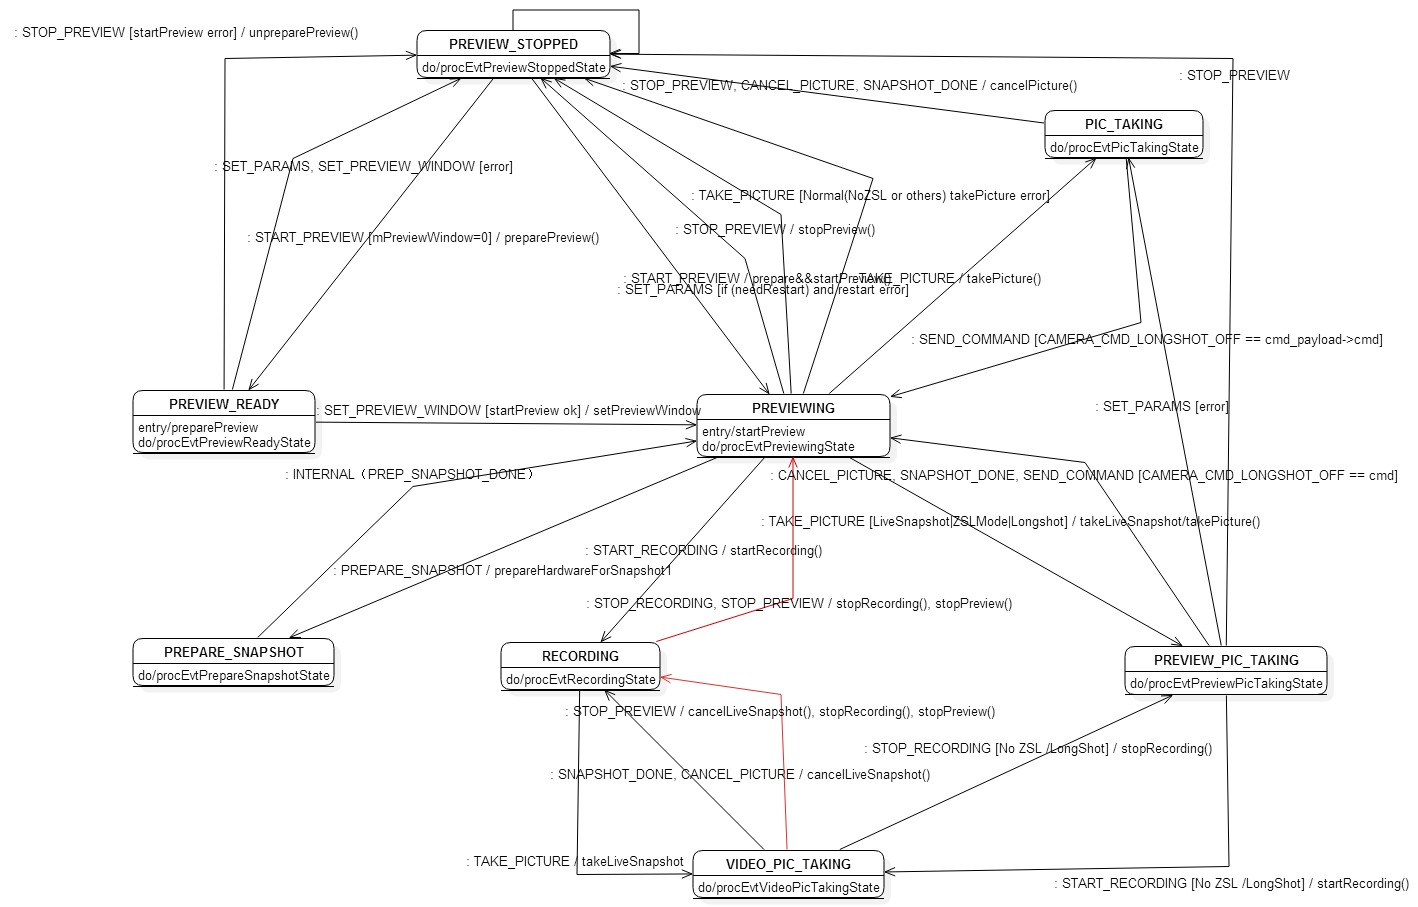 : STOP_PREVIEW [startPreview error] / unpreparePreview()
PREVIEW_STOPPED
do/procEvtPreviewStoppedState
: STOP_PREVIEW
: STOP_PREVIEW, CANCEL_PICTURE, SNAPSHOT_DONE / cancelPicture()
PIC_TAKING
do/procEvtPicTakingState
: SET_PARAMS, SET_PREVIEW_WINDOW [error]
: TAKE_PICTURE [Normal(NoZSL or others) takePicture error]
: STOP_PREVIEW / stopPreview()
: START_PREVIEW [mPreviewWindow=0] / preparePreview()
: START_PREVIEW / prepare&&startPreview()
: TAKE_PICTURE / takePicture()
: SET_PARAMS [if (needRestart) and restart error]
: SEND_COMMAND [CAMERA_CMD_LONGSHOT_OFF == cmd_payload->cmd]
PREVIEW_READY
entry/preparePreview
do/procEvtPreviewReadyState
: SET_PREVIEW_WINDOW [startPreview ok] / setPreviewWindow
PREVIEWING
entry/startPreview
do/procEvtPreviewingState
: SET_PARAMS [error]
: INTERNAL（PREP_SNAPSHOT_DONE）
: CANCEL_PICTURE, SNAPSHOT_DONE, SEND_COMMAND [CAMERA_CMD_LONGSHOT_OFF == cmd]
: TAKE_PICTURE [LiveSnapshot|ZSLMode|Longshot] / takeLiveSnapshot/takePicture()
: START_RECORDING / startRecording()
: PREPARE_SNAPSHOT / prepareHardwareForSnapshot1
: STOP_RECORDING, STOP_PREVIEW / stopRecording(), stopPreview()
PREPARE_SNAPSHOT
do/procEvtPrepareSnapshotState
RECORDING
do/procEvtRecordingState
PREVIEW_PIC_TAKING
do/procEvtPreviewPicTakingState
: STOP_PREVIEW / cancelLiveSnapshot(), stopRecording(), stopPreview()
: STOP_RECORDING [No ZSL /LongShot] / stopRecording()
: SNAPSHOT_DONE, CANCEL_PICTURE / cancelLiveSnapshot()
: TAKE_PICTURE / takeLiveSnapshot
VIDEO_PIC_TAKING
do/procEvtVideoPicTakingState
: START_RECORDING [No ZSL /LongShot] / startRecording()